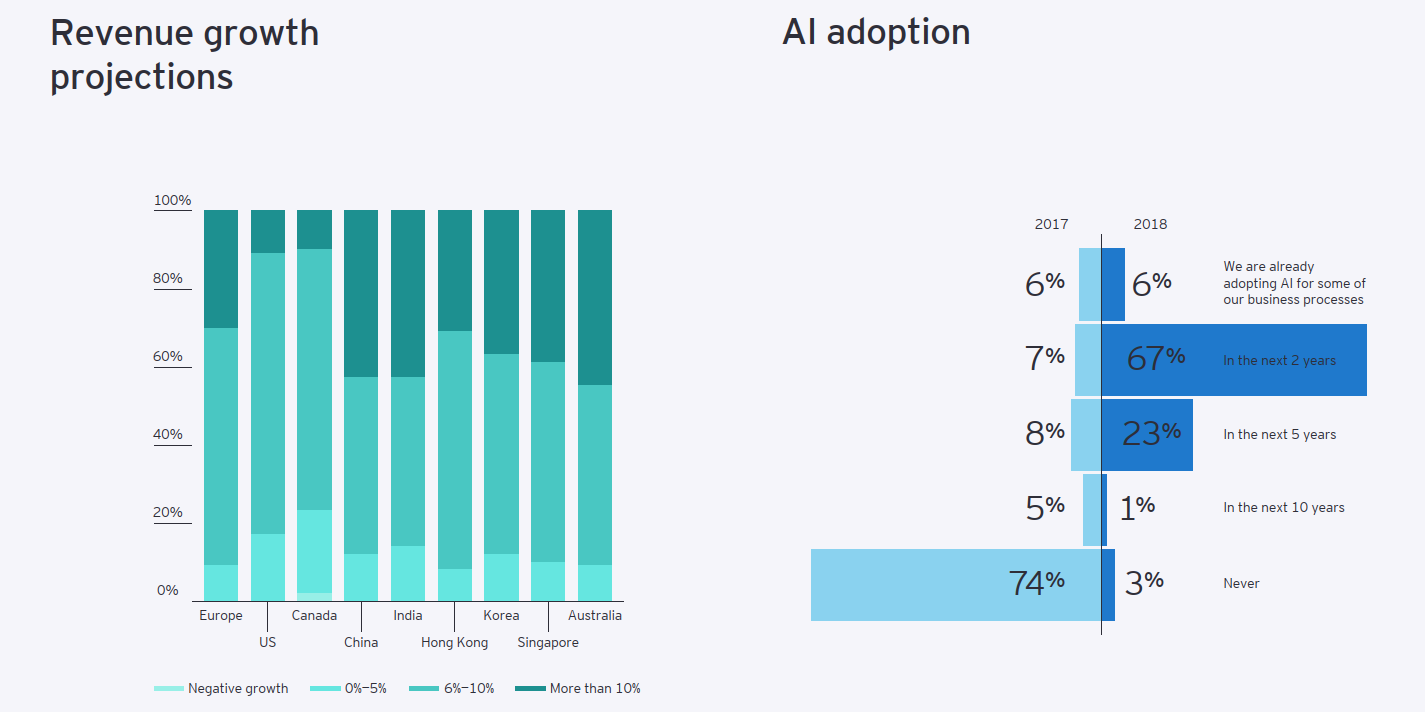 Revenue growth
projections
100%
80%
60%
40%
20%
0%
Europe
US
Canada
China
India
Hong Kong
Korea
Singapore
Australia
Negative growth
0%–5%
6%–10%
More than 10%
AI adoption
2017
2018
6%
6%
We are already
adopting AI for some of
our business processes
7%
67%
In the next 2 years
8%
23%
In the next 5 years
5%
1%
In the next 10 years
74%
3%
Never